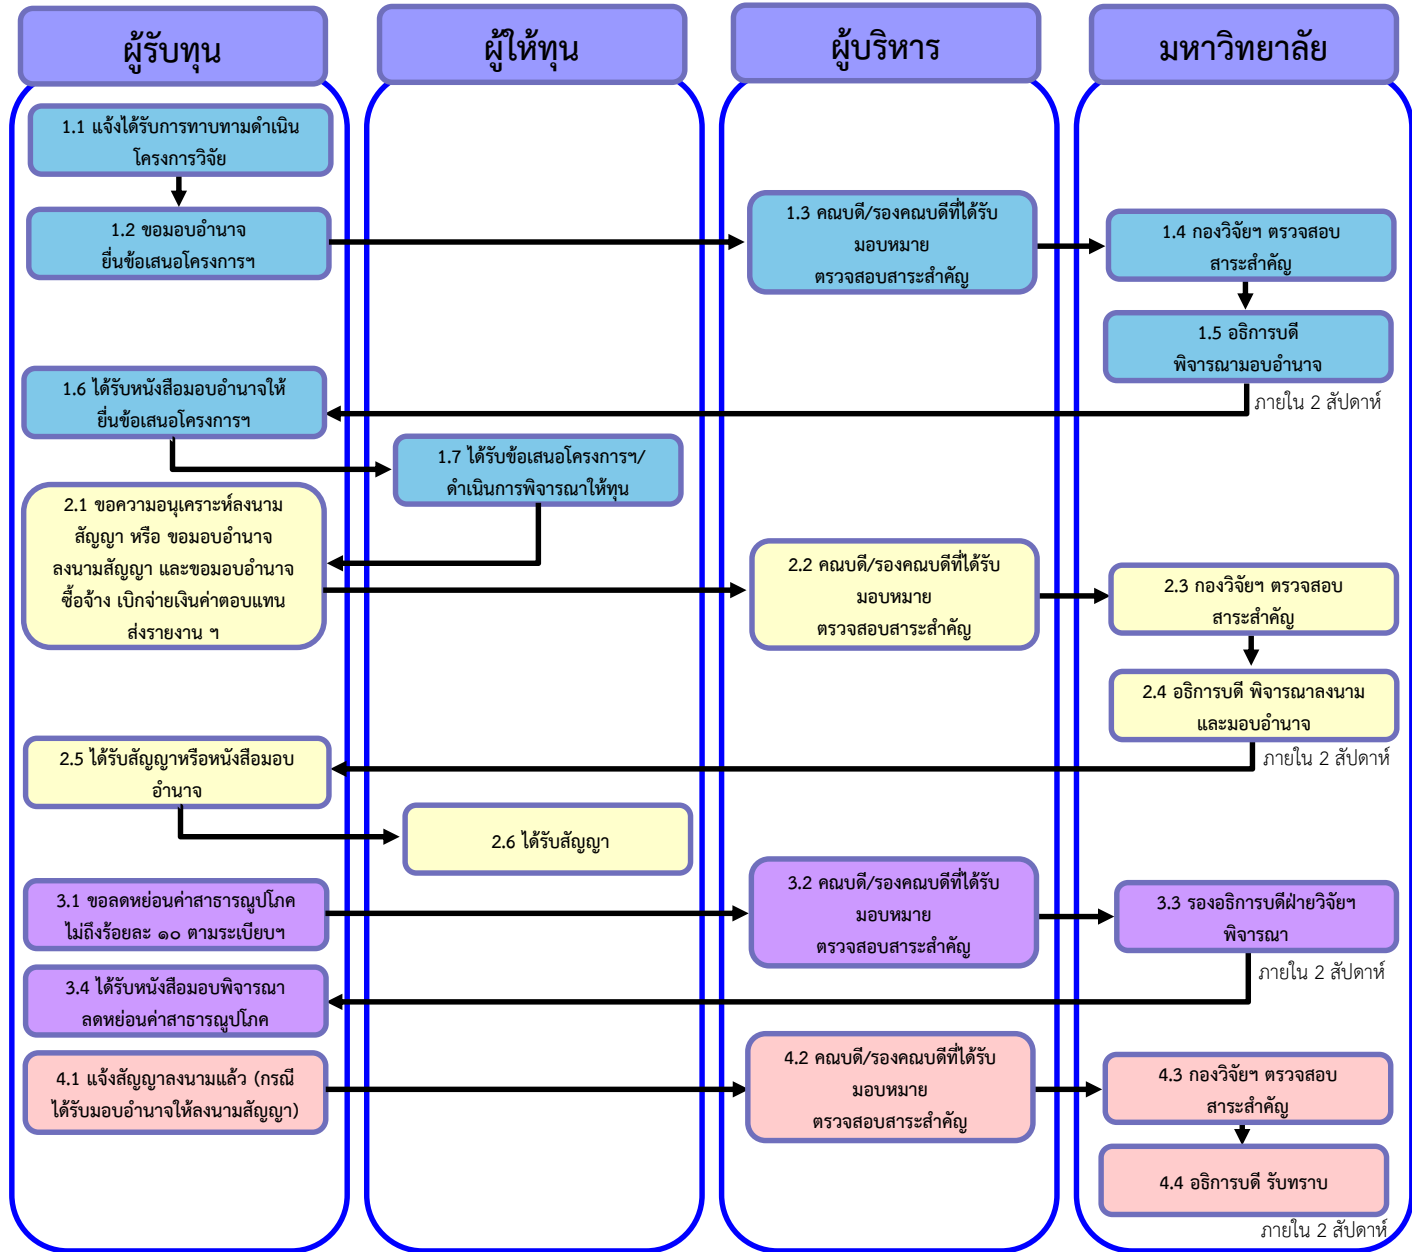 ผู้รับทุน
ผู้ให้ทุน
ผู้บริหาร
มหาวิทยาลัย
1.1 แจ้งได้รับการทาบทามดำเนิน
โครงการวิจัย
1.2 ขอมอบอำนาจ
ยื่นข้อเสนอโครงการฯ
1.3 คณบดี/รองคณบดีที่ได้รับ
มอบหมาย
ตรวจสอบสาระสำคัญ
1.4 กองวิจัยฯ ตรวจสอบ
สาระสำคัญ
1.5 อธิการบดี
พิจารณามอบอำนาจ
ภายใน 2 สัปดาห์
1.6 ได้รับหนังสือมอบอำนาจให้
ยื่นข้อเสนอโครงการฯ
1.7 ได้รับข้อเสนอโครงการฯ/
ดำเนินการพิจารณาให้ทุน
2.1 ขอความอนุเคราะห์ลงนาม
สัญญา หรือ ขอมอบอำนาจ
ลงนามสัญญา และขอมอบอำนาจ
ซื้อจ้าง เบิกจ่ายเงินค่าตอบแทน
ส่งรายงาน ฯ
2.2 คณบดี/รองคณบดีที่ได้รับ
มอบหมาย
ตรวจสอบสาระสำคัญ
2.3 กองวิจัยฯ ตรวจสอบ
สาระสำคัญ
2.4 อธิการบดี พิจารณาลงนาม
และมอบอำนาจ
ภายใน 2 สัปดาห์
2.5 ได้รับสัญญาหรือหนังสือมอบ
อำนาจ
2.6 ได้รับสัญญา
3.1 ขอลดหย่อนค่าสาธารณูปโภค
ไม่ถึงร้อยละ ๑๐ ตามระเบียบฯ
3.2 คณบดี/รองคณบดีที่ได้รับ
มอบหมาย
ตรวจสอบสาระสำคัญ
3.3 รองอธิการบดีฝ่ายวิจัยฯ
พิจารณา
ภายใน 2 สัปดาห์
3.4 ได้รับหนังสือมอบพิจารณา
ลดหย่อนค่าสาธารณูปโภค
4.1 แจ้งสัญญาลงนามแล้ว (กรณี
ได้รับมอบอำนาจให้ลงนามสัญญา)
4.2 คณบดี/รองคณบดีที่ได้รับ
มอบหมาย
ตรวจสอบสาระสำคัญ
4.3 กองวิจัยฯ ตรวจสอบ
สาระสำคัญ
4.4 อธิการบดี รับทราบ
ภายใน 2 สัปดาห์